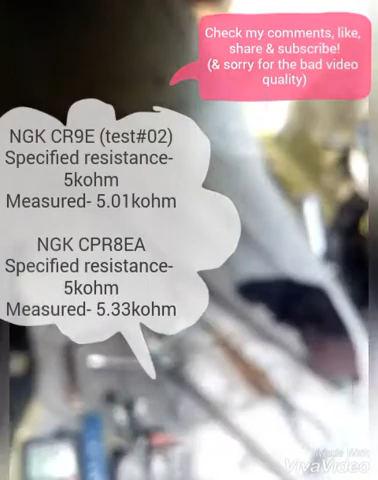 Check my comments, like,
share & subscribe!
(& sorry for the bad video
quality)
NGK CR9E (test#02)
Specified resistance-
5kohm
Measured- 5.01kohm
NGK CPR8EA
Specified resistance-
5kohm
Measured- 5.33kohm
Made With
VivaVideo